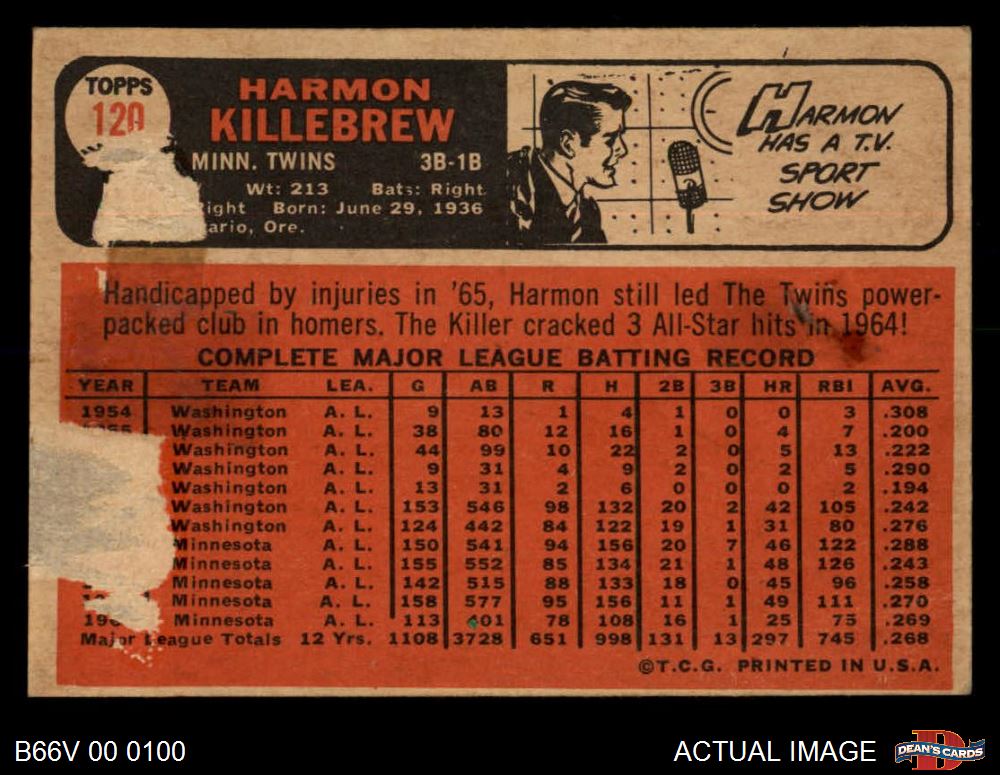 TOPPS
120
HARMON
KILLEBREW
MINN. TWINS 3B-1B
Wt: 213 Bats: Right
Born: June 29, 1936
Ore.
HARMON
HAS A T.V.
SPORT
SHOW
Handicapped by injuries in '65, Harmon still led The Twins power-
packed club in homers. The Killer cracked 3 All-Star hits in 1964!
COMPLETE MAJOR LEAGUE BATTING RECORD
YEAR TEAM LEA. G AB R H 2B 3B HR RBI AVG.
1954 Washington A. L. 9 13 1 4 1 0 0 3 .308
Washington A. L. 38 80 12 16 1 0 4 7 .200
Washington A. L. 44 99 10 22 2 0 5 13 .222
Washington A. L. 9 31 4 9 2 0 2 5 .290
Washington A. L. 13 31 2 6 0 0 0 2 .194
Washington A. L. 153 546 98 132 20 2 42 105 .242
Washington A. L. 124 442 84 122 19 1 31 80 .276
Minnesota A. L. 150 541 94 156 20 7 46 122 .288
Minnesota A. L. 155 552 85 134 21 1 48 126 .243
Minnesota A. L. 142 515 88 133 18 0 45 96 .258
Minnesota A. L. 158 577 95 156 11 1 49 111 .270
Minnesota A. L. 113 401 78 108 16 1 25 75 .269
Major League Totals 12 Yrs. 1108 3728 651 998 131 13 297 745 .268
©T.C.G. PRINTED IN U.S.A.
B66V 00 0100
ACTUAL IMAGE
DEAN'S CARDS